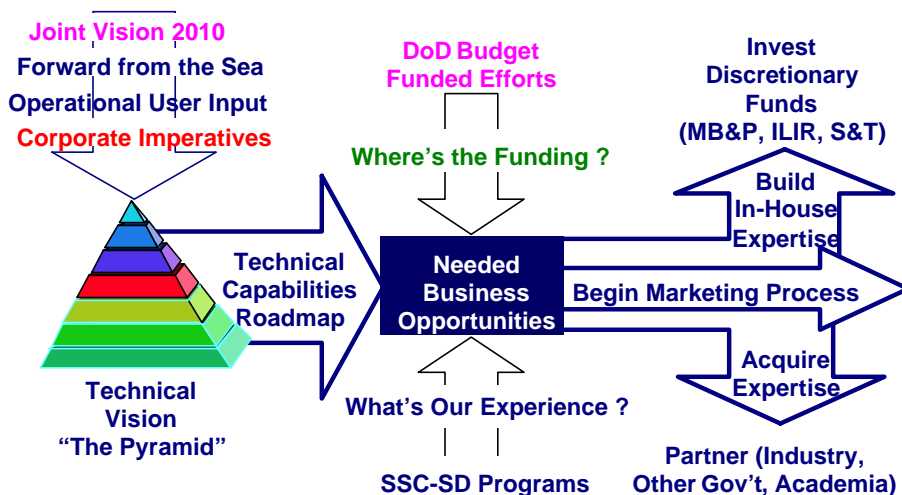 Joint Vision 2010
Forward from the Sea
Operational User Input
Corporate Imperatives
Technical
Vision
“The Pyramid”
Technical
Capabilities
Roadmap
DoD Budget
Funded Efforts
Where’s the Funding ?
Needed
Business
Opportunities
What’s Our Experience ?
SSC-SD Programs
Invest
Discretionary
Funds
(MB&P, ILIR, S&T)
Build
In-House
Expertise
Begin Marketing Process
Acquire
Expertise
Partner (Industry,
Other Gov’t, Academia)